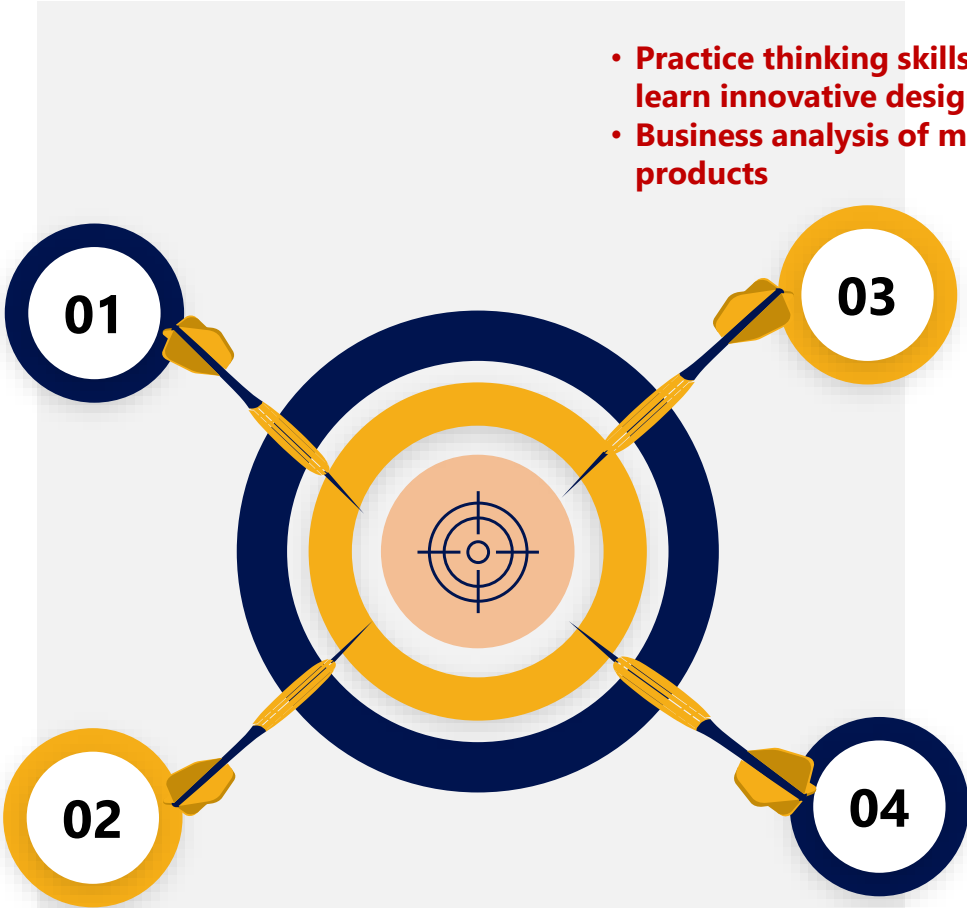 • Practice thinking skills
learn innovative desig
• Business analysis of m
products
01
03
02
04